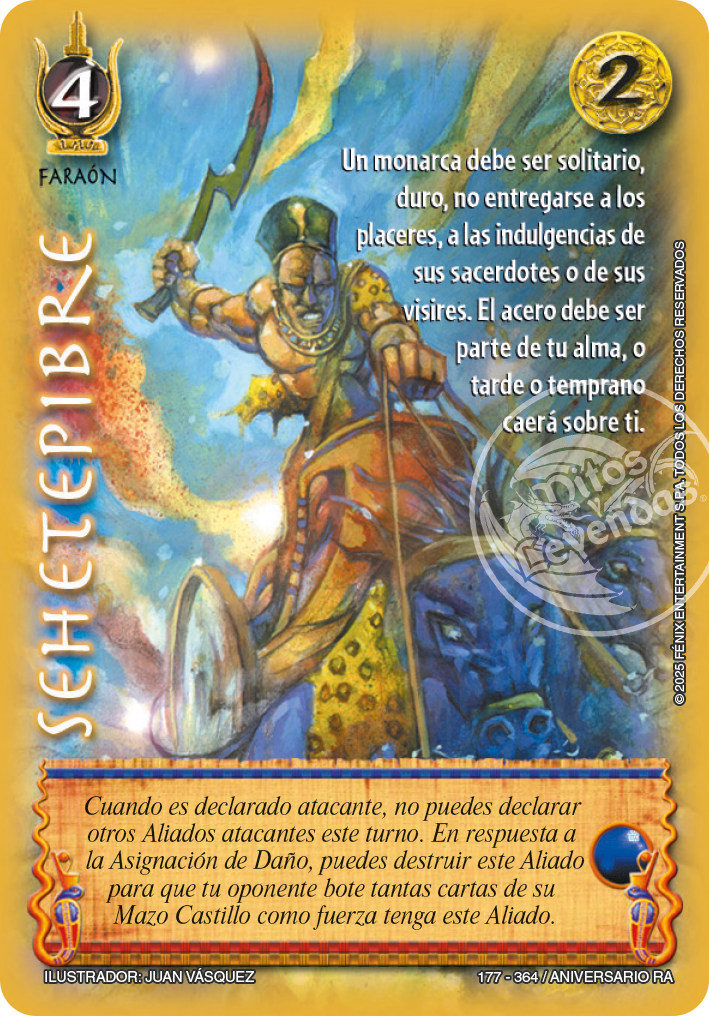 4
FARAÓN
2
Un monarca debe ser solitario,
duro, no entregarse a los
placeres, a las indulgencias de
sus sacerdotes o de sus
visires. El acero debe ser
parte de tu alma, o
tarde o temprano
caerá sobre ti.
SEHETEPIBRE
Mitos
y
Leyendas
©2025 FÉNIX ENTERTAINMENT S.P.A. TODOS LOS DERECHOS RESERVADOS
Cuando es declarado atacante, no puedes declarar
otros Aliados atacantes este turno. En respuesta a
la Asignación de Daño, puedes destruir este Aliado
para que tu oponente bote tantas cartas de su
Mazo Castillo como fuerza tenga este Aliado.
ILUSTRADOR: JUAN VÁSQUEZ
177 - 364 / ANIVERSARIO RA